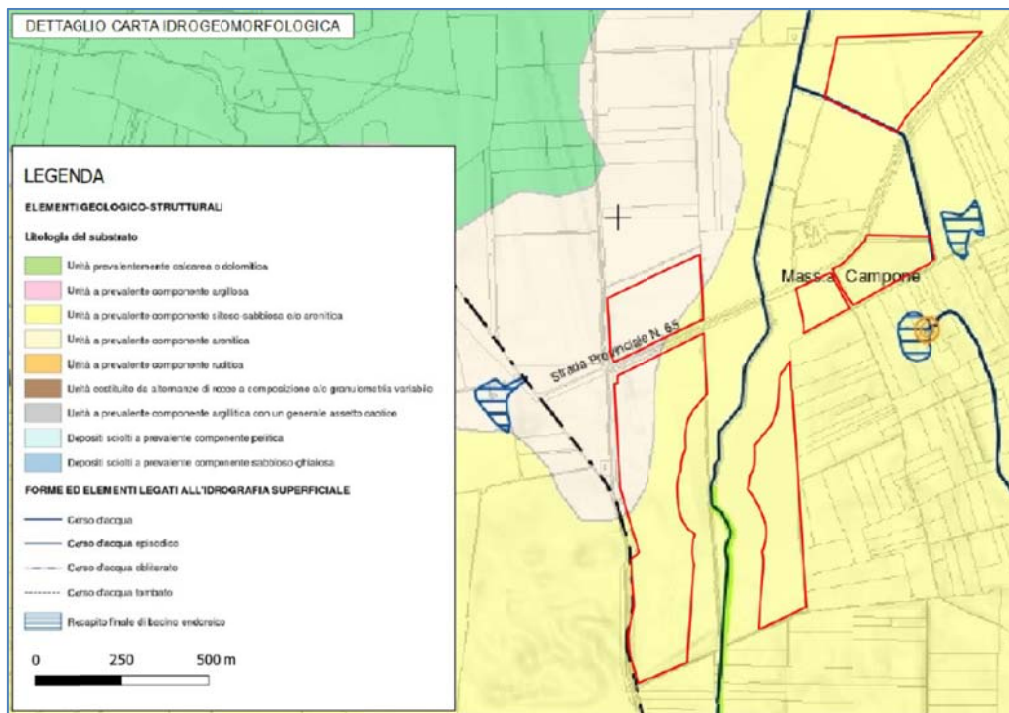 DETTAGLIO CARTA IDROGEOMORFOLOGICA
LEGENDA
ELEMENTI GEOLOGICO-STRUTTURALI
Litologia del substrato
Unità prevalentemente calcarea o dolomitica
Unità a prevalente componente argillosa
Unità a prevalente componente siltoso-sabbiosa e/o arenitica
Unità a prevalente componente arenitica
Unità a prevalente componente ruditica
Unità costituite da alternanze di rocce a composizione e/o granulometria variabile
Unità a prevalente componente argillitica con un generale assetto caotico
Depositi sciolti a prevalente componente pelitica
Depositi sciolti a prevalente componente sabbioso-ghiaiosa
FORME ED ELEMENTI LEGATI ALL'IDROGRAFIA SUPERFICIALE
Corso d'acqua
Corso d'acqua episodico
Corso d'acqua obliterato
Corso d'acqua tombato
Recapito finale di bacino endoreico
0 250 500 m
Mass.a Campone
Strada Provinciale N. 65